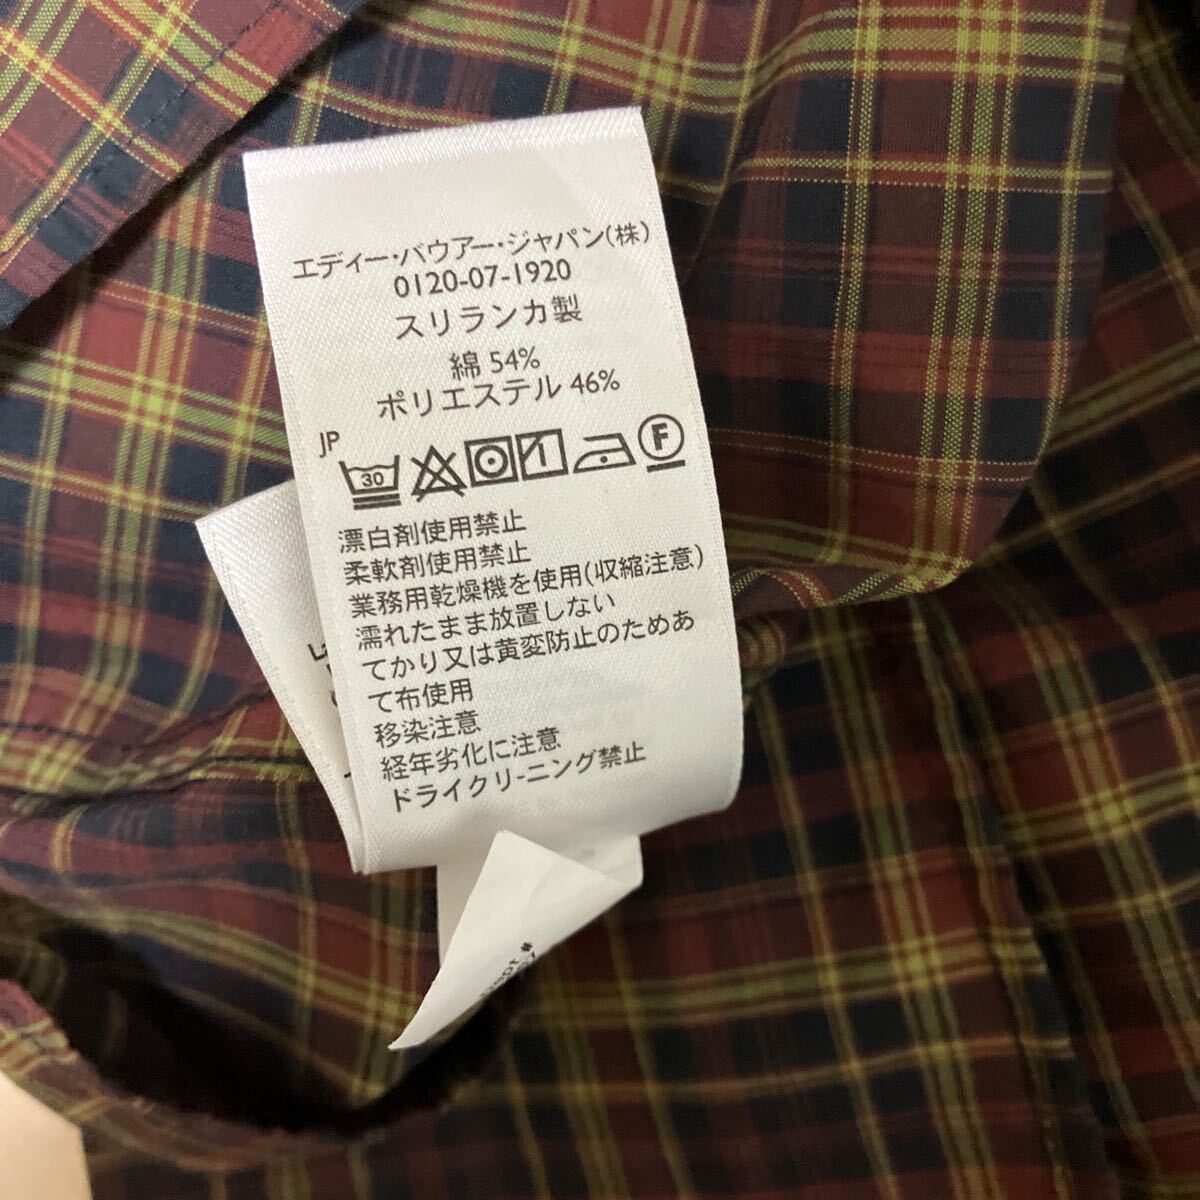 エディー・バウアー・ジャパン(株)
0120-07-1920
スリランカ製
綿 54%
ポリエステル 46%
JP
30
F
漂白剤使用禁止
柔軟剤使用禁止
業務用乾燥機を使用(収縮注意)
濡れたまま放置しない
てかり又は黄変防止のためあ
て布使用
移染注意
経年劣化に注意
ドライクリ-ニング禁止